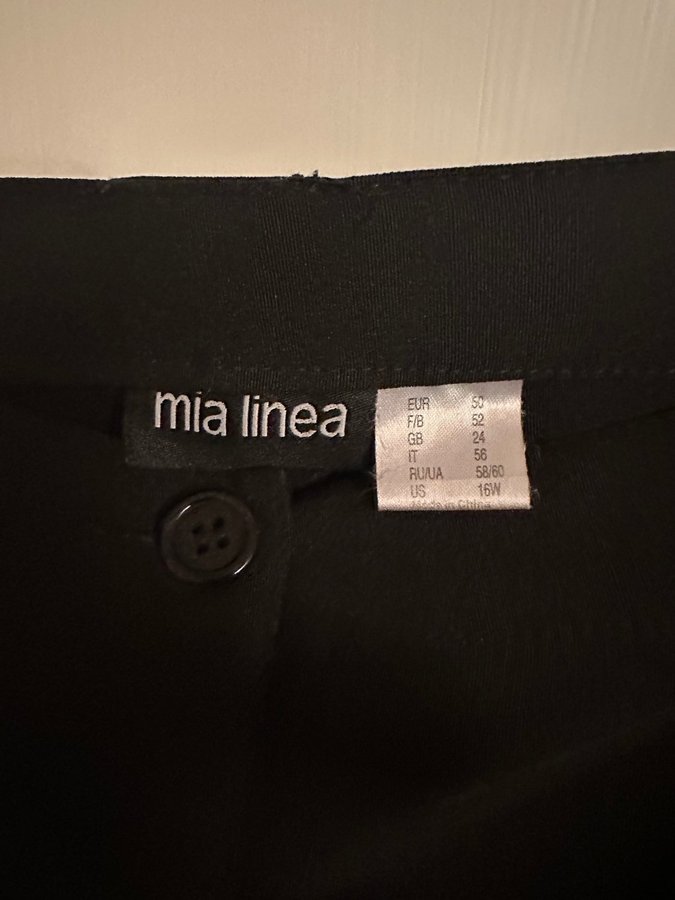 mia linea
EUR 50
F/B 52
GB 24
IT 56
RU/UA 58/60
US 16W
Made in China